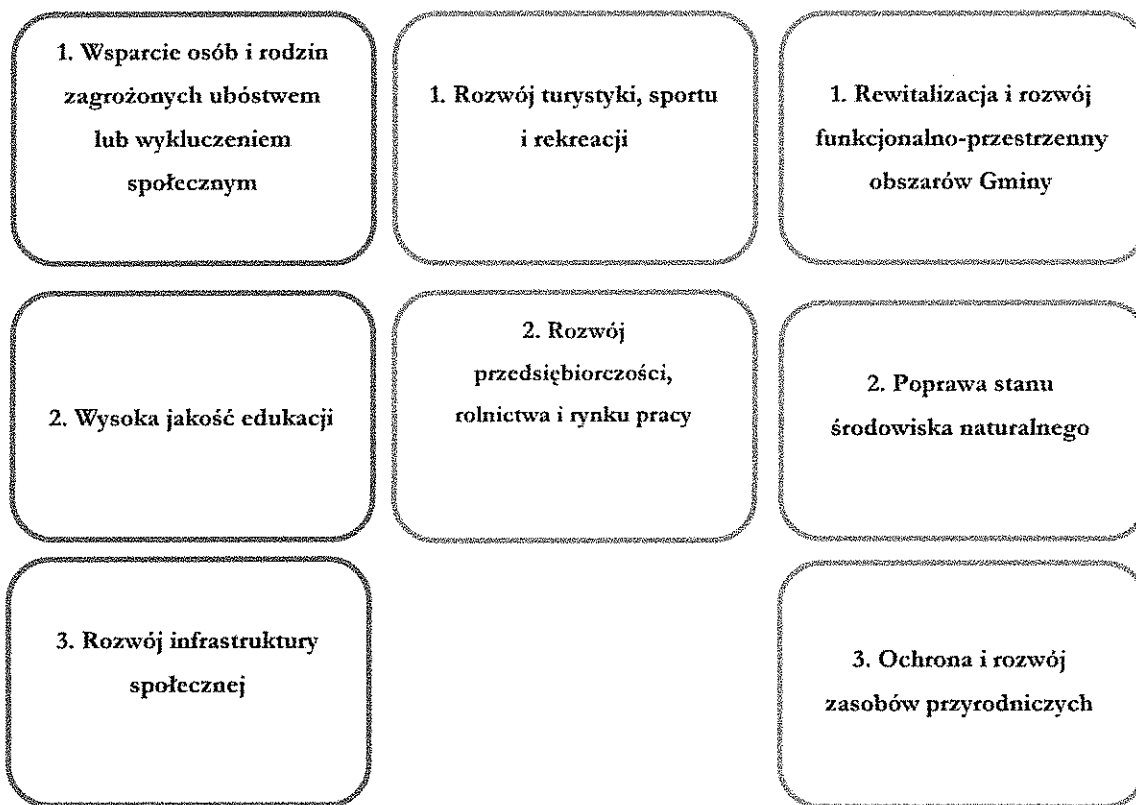 1. Wsparcie osób i rodzin
zagrożonych ubóstwem
lub wykluczeniem
społecznym
1. Rozwój turystyki, sportu
i rekreacji
1. Rewitalizacja i rozwój
funkcjonalno-przestrzenny
obszarów Gminy
2. Wysoka jakość edukacji
2. Rozwój
przedsiębiorczości,
rolnictwa i rynku pracy
2. Poprawa stanu
środowiska naturalnego
3. Rozwój infrastruktury
społecznej
3. Ochrona i rozwój
zasobów przyrodniczych